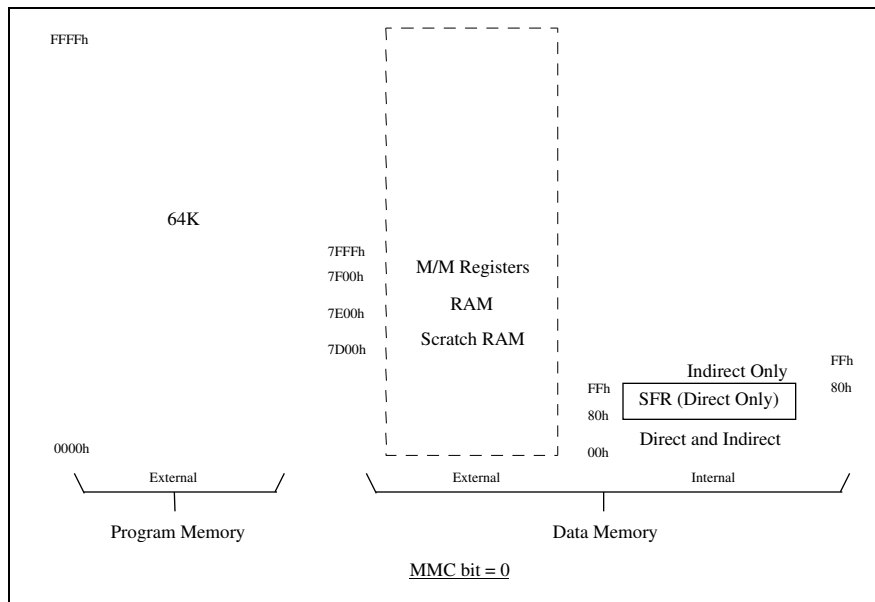 FFFFh
64K
7FFFh
M/M Registers
7F00h
RAM
7E00h
Scratch RAM
7D00h
FFh
Indirect Only
FFh
80h
SFR (Direct Only)
80h
Direct and Indirect
0000h
00h
External
External
Internal
Program Memory
Data Memory
MMC bit = 0